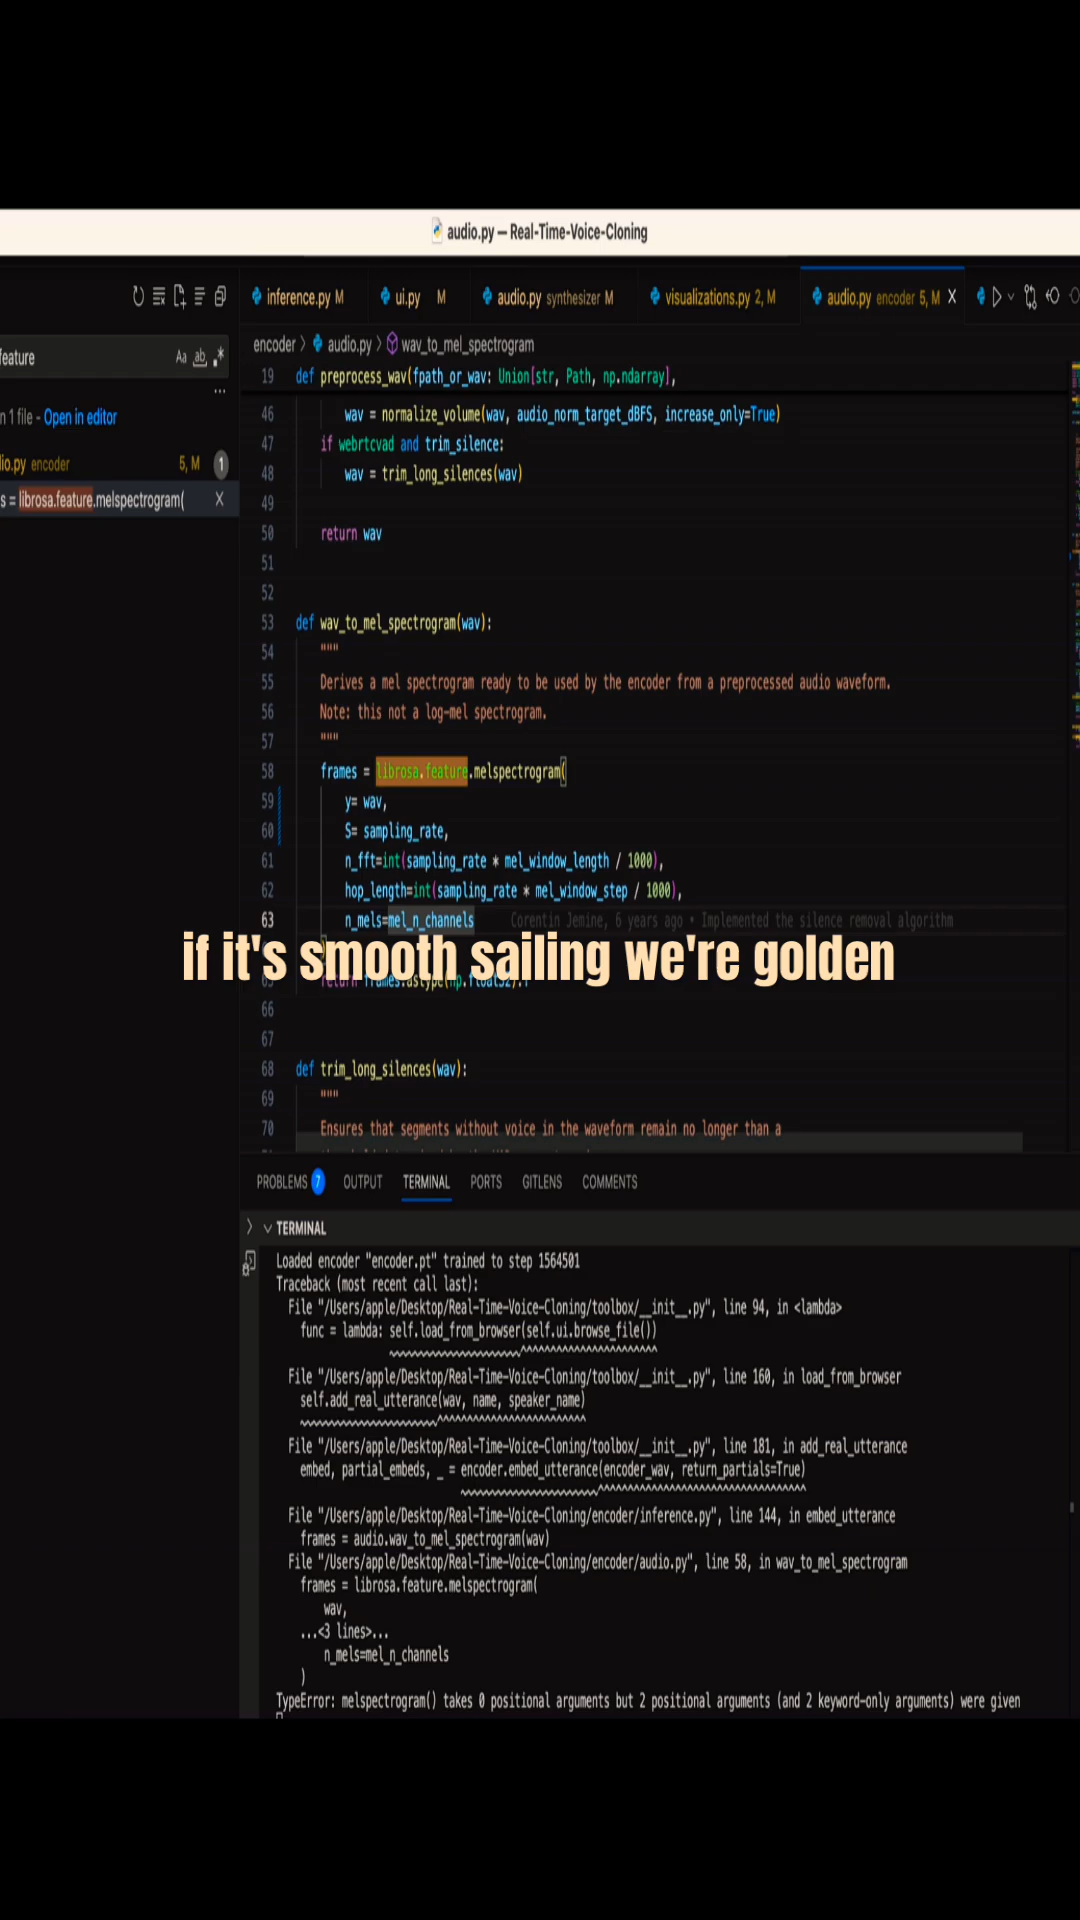 audio.py — Real-Time-Voice-Cloning
inference.py M
ui.py M
audio.py synthesizer M
visualizations.py 2, M
audio.py encoder 5, M
eature
Aa ab .*
...
n 1 file - Open in editor
dio.py encoder 5, M 1
s = librosa.feature.melspectrogram(
encoder > audio.py > wav_to_mel_spectrogram
19 def preprocess_wav(fpath_or_wav: Union[str, Path, np.ndarray],
46 wav = normalize_volume(wav, audio_norm_target_dBFS, increase_only=True)
47 if webrtcvad and trim_silence:
48 wav = trim_long_silences(wav)
49
50 return wav
51
52
53 def wav_to_mel_spectrogram(wav):
54 """
55 Derives a mel spectrogram ready to be used by the encoder from a preprocessed audio waveform.
56 Note: this not a log-mel spectrogram.
57 """
58 frames = librosa.feature.melspectrogram(
59 y= wav,
60 S= sampling_rate,
61 n_fft=int(sampling_rate * mel_window_length / 1000),
62 hop_length=int(sampling_rate * mel_window_step / 1000),
63 n_mels=mel_n_channels Corentin Jemine, 6 years ago • Implemented the silence removal algorithm
if it's smooth sailing we're golden
return frames.astype(np.float32).T
66
67
68 def trim_long_silences(wav):
69 """
70 Ensures that segments without voice in the waveform remain no longer than a
PROBLEMS 7 OUTPUT TERMINAL PORTS GITLENS COMMENTS
TERMINAL
Loaded encoder "encoder.pt" trained to step 1564501
Traceback (most recent call last):
File "/Users/apple/Desktop/Real-Time-Voice-Cloning/toolbox/__init__.py", line 94, in <lambda>
func = lambda: self.load_from_browser(self.ui.browse_file())
~~~~~~~~~~~~~~~~~~~~~~^^^^^^^^^^^^^^^^^^^^^^
File "/Users/apple/Desktop/Real-Time-Voice-Cloning/toolbox/__init__.py", line 160, in load_from_browser
self.add_real_utterance(wav, name, speaker_name)
~~~~~~~~~~~~~~~~~~~~~~~^^^^^^^^^^^^^^^^^^^^^^^^^
File "/Users/apple/Desktop/Real-Time-Voice-Cloning/toolbox/__init__.py", line 181, in add_real_utterance
embed, partial_embeds, _ = encoder.embed_utterance(encoder_wav, return_partials=True)
~~~~~~~~~~~~~~~~~~~~~~~^^^^^^^^^^^^^^^^^^^^^^^^^^^^^^^^^^^
File "/Users/apple/Desktop/Real-Time-Voice-Cloning/encoder/inference.py", line 144, in embed_utterance
frames = audio.wav_to_mel_spectrogram(wav)
File "/Users/apple/Desktop/Real-Time-Voice-Cloning/encoder/audio.py", line 58, in wav_to_mel_spectrogram
frames = librosa.feature.melspectrogram(
wav,
...<3 lines>...
n_mels=mel_n_channels
)
TypeError: melspectrogram() takes 0 positional arguments but 2 positional arguments (and 2 keyword-only arguments) were given